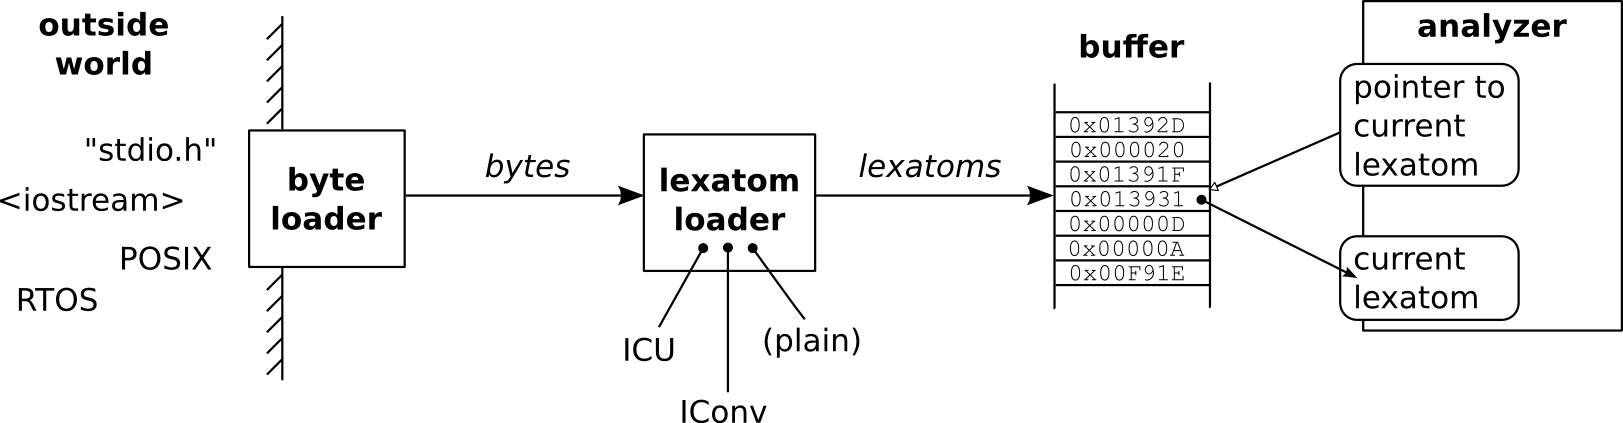 outside
world
"stdio.h"
<iostream>
POSIX
RTOS
byte
loader
bytes
lexatom
loader
ICU
IConv
(plain)
lexatoms
buffer
0x01392D
0x000020
0x01391F
0x013931
0x00000D
0x00000A
0x00F91E
analyzer
pointer to
current
lexatom
current
lexatom